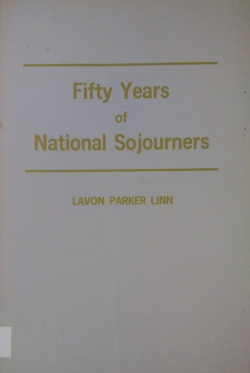 Fifty Years
of
National Sojourners
LAVON PARKER LINN